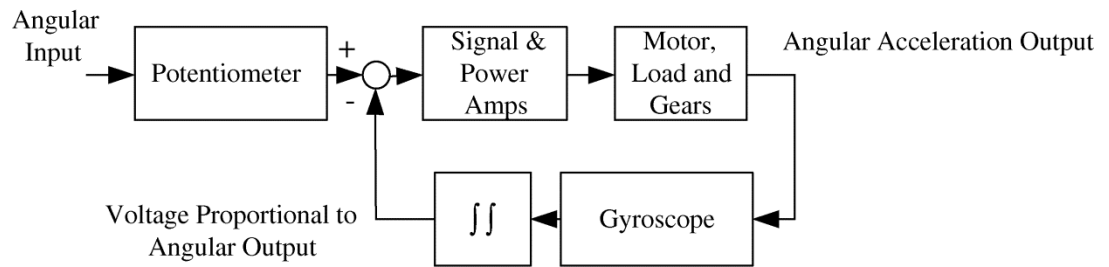 Angular
Input
Potentiometer
+
-
Signal &
Power
Amps
Motor,
Load and
Gears
Angular Acceleration Output
Voltage Proportional to
Angular Output
∫∫
Gyroscope